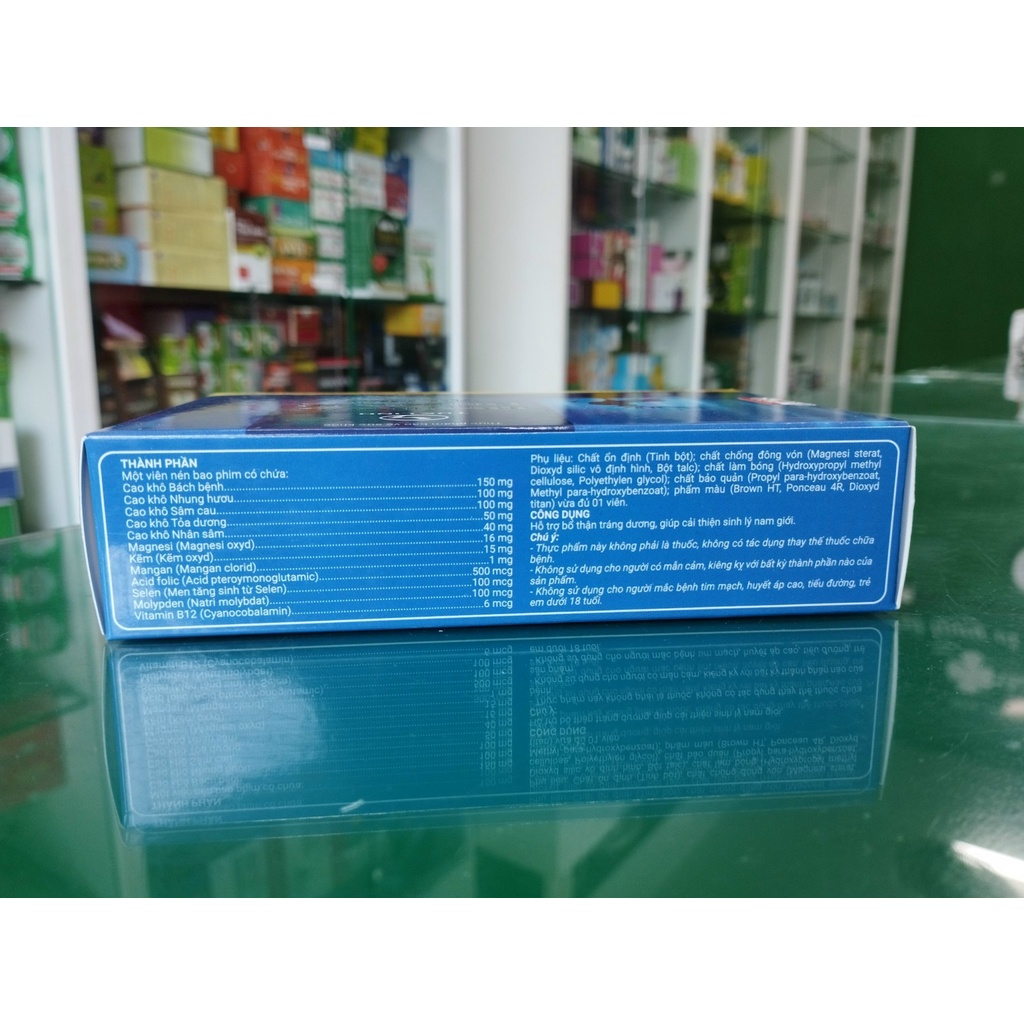 THÀNH PHẦN
Một viên nén bao phim có chứa:
Cao khô Bách bệnh 150 mg
Cao khô Nhung hươu 100 mg
Cao khô Sâm cau 100 mg
Cao khô Tỏa dương 50 mg
Cao khô Nhân sâm 40 mg
Magnesi (Magnesi oxyd) 16 mg
Kẽm (Kẽm oxyd) 15 mg
Mangan (Mangan clorid) 1 mg
Acid folic (Acid pteroymonoglutamic) 500 mcg
Selen (Men tăng sinh từ Selen) 100 mcg
Molypden (Natri molybdat) 100 mcg
Vitamin B12 (Cyanocobalamin) 6 mcg
Phụ liệu: Chất ổn định (Tinh bột); chất chống đông vón (Magnesi sterat,
Dioxyd silic vô định hình, Bột talc); chất làm bóng (Hydroxypropyl methyl
cellulose, Polyethylen glycol); chất bảo quản (Propyl para-hydroxybenzoat,
Methyl para-hydroxybenzoat); phẩm màu (Brown HT, Ponceau 4R, Dioxyd
titan) vừa đủ 01 viên.
CÔNG DỤNG
Hỗ trợ bổ thận tráng dương, giúp cải thiện sinh lý nam giới.
Chú ý:
- Thực phẩm này không phải là thuốc, không có tác dụng thay thế thuốc chữa
bệnh.
- Không sử dụng cho người có mẫn cảm, kiêng kỵ với bất kỳ thành phần nào của
sản phẩm.
- Không sử dụng cho người mắc bệnh tim mạch, huyết áp cao, tiểu đường, trẻ
em dưới 18 tuổi.